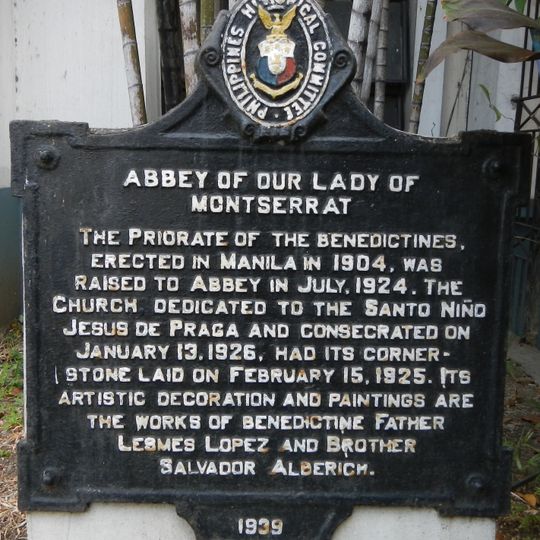 PHILIPPINES HISTORICAL COMMITTEE
ABBEY OF OUR LADY OF
MONTSERRAT
THE PRIORATE OF THE BENEDICTINES,
ERECTED IN MANILA IN 1904, WAS
RAISED TO ABBEY IN JULY, 1924. THE
CHURCH DEDICATED TO THE SANTO NIÑO
JESUS DE PRAGA AND CONSECRATED ON
JANUARY 13, 1926, HAD ITS CORNER-
STONE LAID ON FEBRUARY 15, 1925. ITS
ARTISTIC DECORATION AND PAINTINGS ARE
THE WORKS OF BENEDICTINE FATHER
LESMES LOPEZ AND BROTHER
SALVADOR ALBERICH.
1939